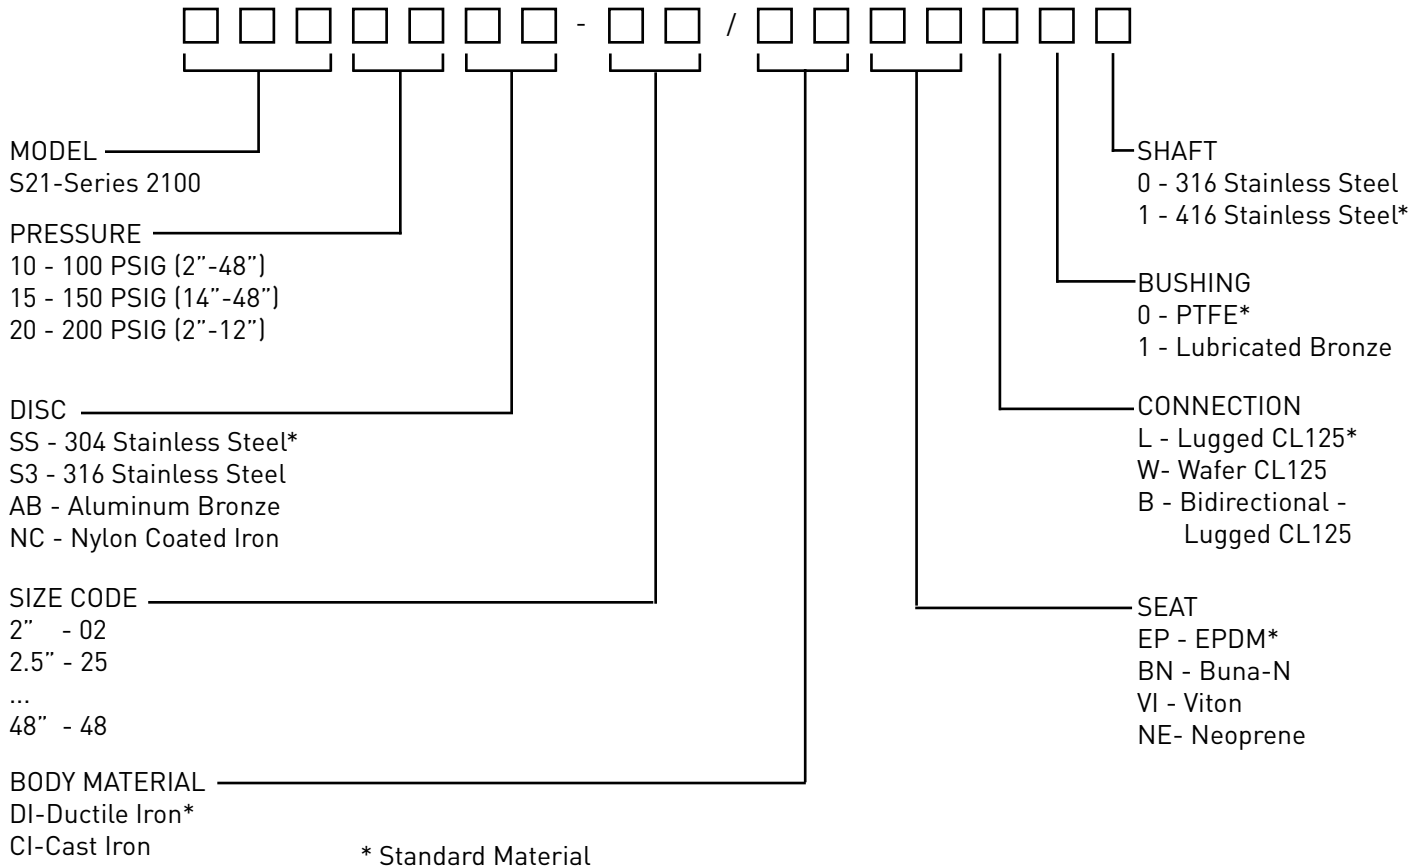 - /
MODEL
S21-Series 2100
PRESSURE
10 - 100 PSIG (2”-48”)
15 - 150 PSIG (14”-48”)
20 - 200 PSIG (2”-12”)
DISC
SS - 304 Stainless Steel*
S3 - 316 Stainless Steel
AB - Aluminum Bronze
NC - Nylon Coated Iron
SIZE CODE
2” - 02
2.5” - 25
...
48” - 48
BODY MATERIAL
DI-Ductile Iron*
CI-Cast Iron
* Standard Material
SHAFT
0 - 316 Stainless Steel
1 - 416 Stainless Steel*
BUSHING
0 - PTFE*
1 - Lubricated Bronze
CONNECTION
L - Lugged CL125*
W- Wafer CL125
B - Bidirectional -
Lugged CL125
SEAT
EP - EPDM*
BN - Buna-N
VI - Viton
NE- Neoprene